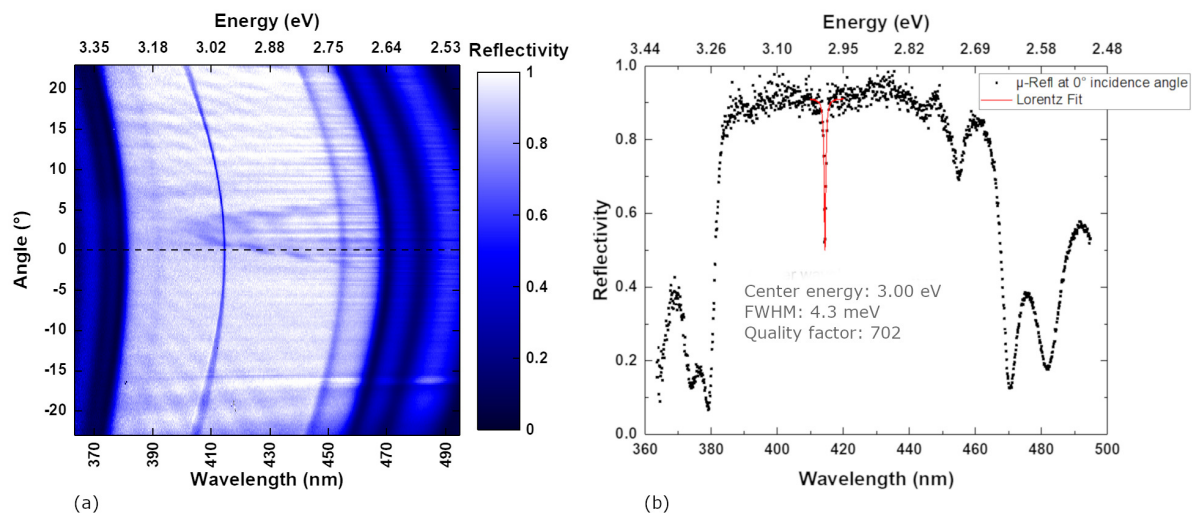 Energy (eV)
3.35 3.18 3.02 2.88 2.75 2.64 2.53
Reflectivity
20
15
10
5
0
-5
-10
-15
-20
Angle (°)
370 390 410 430 450 470 490
Wavelength (nm)
1
0.8
0.6
0.4
0.2
0
(a)
Energy (eV)
3.44 3.26 3.10 2.95 2.82 2.69 2.58 2.48
1.0
0.8
0.6
0.4
0.2
0.0
Reflectivity
µ-Refl at 0° incidence angle
Lorentz Fit
Center energy: 3.00 eV
FWHM: 4.3 meV
Quality factor: 702
360 380 400 420 440 460 480 500
Wavelength (nm)
(b)